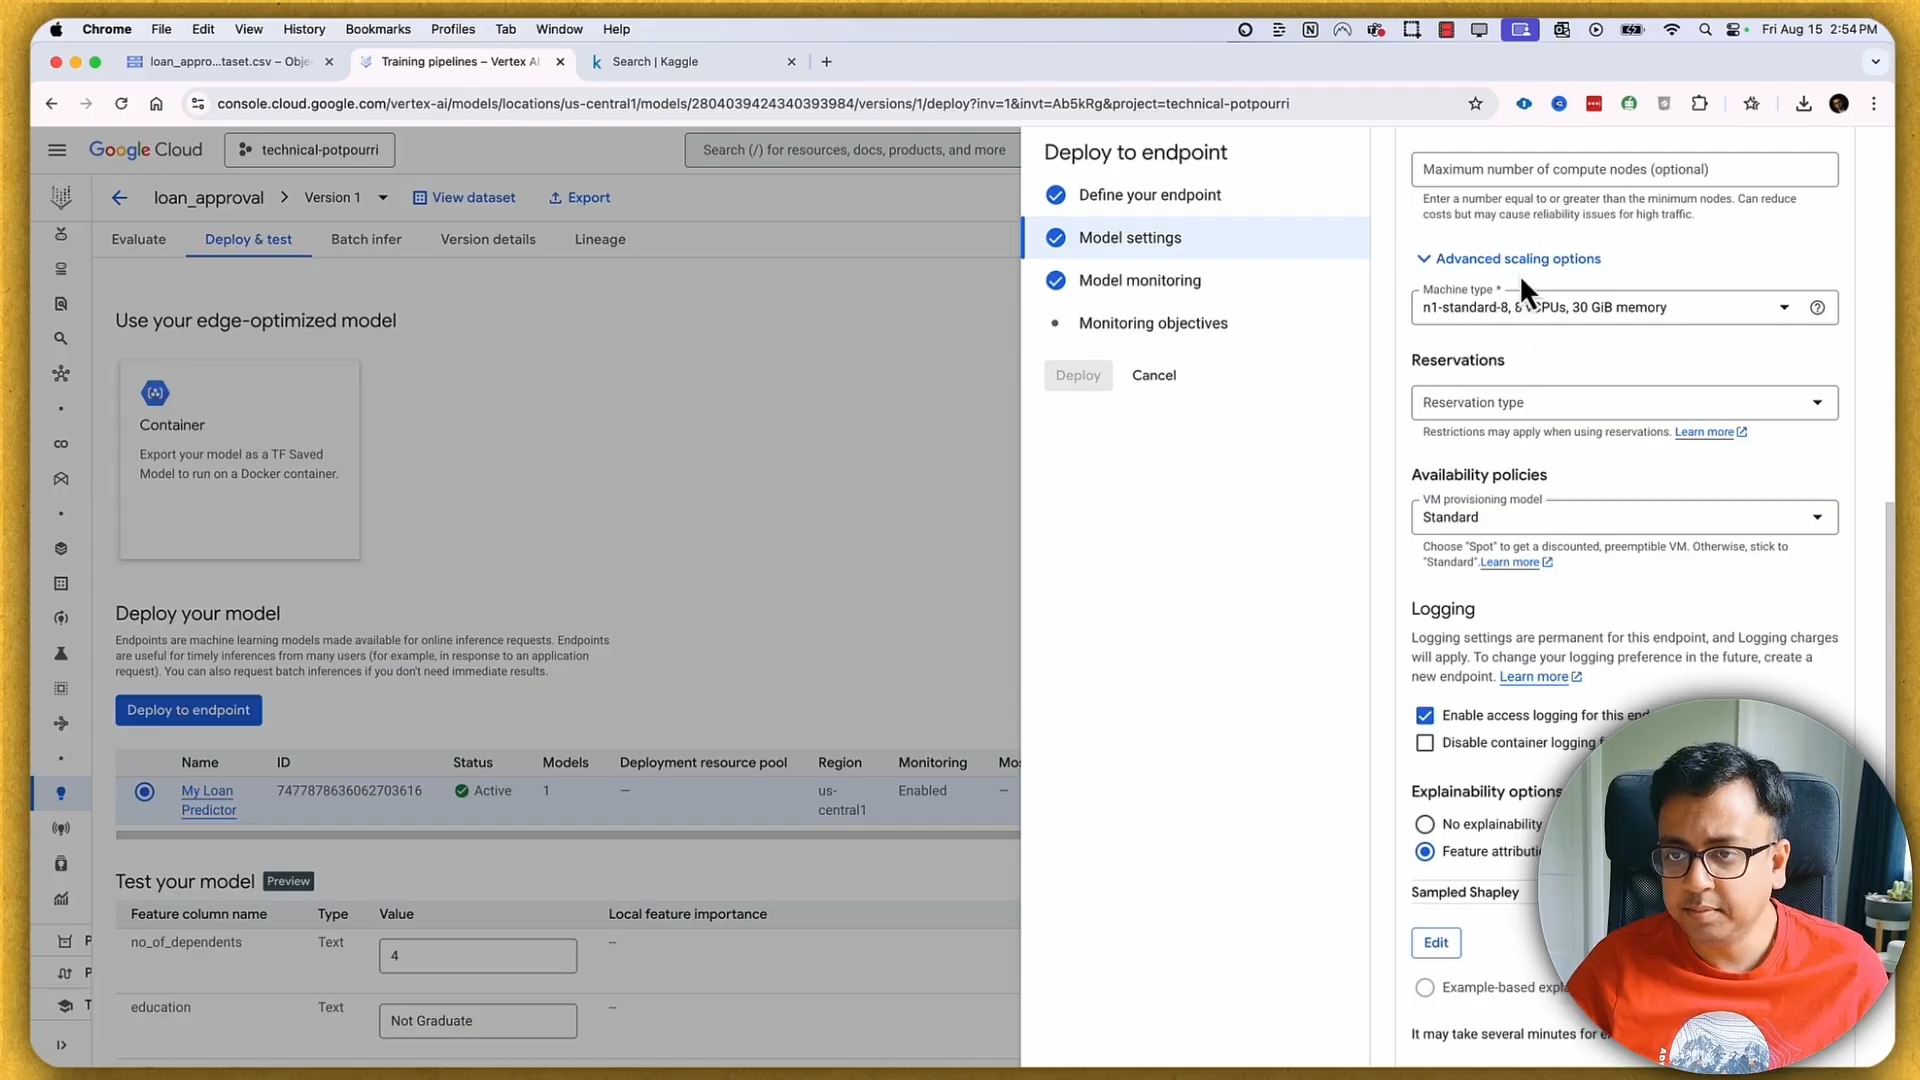 Chrome File Edit View History Bookmarks Profiles Tab Window Help
Fri Aug 15 2:54 PM
loan_appro...taset.csv – Obje
Training pipelines – Vertex AI
Search | Kaggle
console.cloud.google.com/vertex-ai/models/locations/us-central1/models/2804039424340393984/versions/1/deploy?inv=1&invt=Ab5kRg&project=technical-potpourri
Google Cloud
technical-potpourri
Search (/) for resources, docs, products, and more
loan_approval
Version 1
View dataset
Export
Evaluate
Deploy & test
Batch infer
Version details
Lineage
Use your edge-optimized model
Container
Export your model as a TF Saved
Model to run on a Docker container.
Deploy your model
Endpoints are machine learning models made available for online inference requests. Endpoints
are useful for timely inferences from many users (for example, in response to an application
request). You can also request batch inferences if you don't need immediate results.
Deploy to endpoint
Name ID Status Models Deployment resource pool Region Monitoring Mos
My Loan 7477878636062703616 Active 1 — us- Enabled —
Predictor central1
Test your model Preview
Feature column name Type Value Local feature importance
no_of_dependents Text 4 --
education Text Not Graduate --
Deploy to endpoint
Define your endpoint
Model settings
Model monitoring
Monitoring objectives
Deploy Cancel
Maximum number of compute nodes (optional)
Enter a number equal to or greater than the minimum nodes. Can reduce
costs but may cause reliability issues for high traffic.
Advanced scaling options
Machine type *
n1-standard-8, 8 vCPUs, 30 GiB memory
Reservations
Reservation type
Restrictions may apply when using reservations. Learn more
Availability policies
VM provisioning model
Standard
Choose "Spot" to get a discounted, preemptible VM. Otherwise, stick to
"Standard".Learn more
Logging
Logging settings are permanent for this endpoint, and Logging charges
will apply. To change your logging preference in the future, create a
new endpoint. Learn more
Enable access logging for this end
Disable container logging
Explainability options
No explainability
Feature attributi
Sampled Shapley
Edit
Example-based expl
It may take several minutes for e